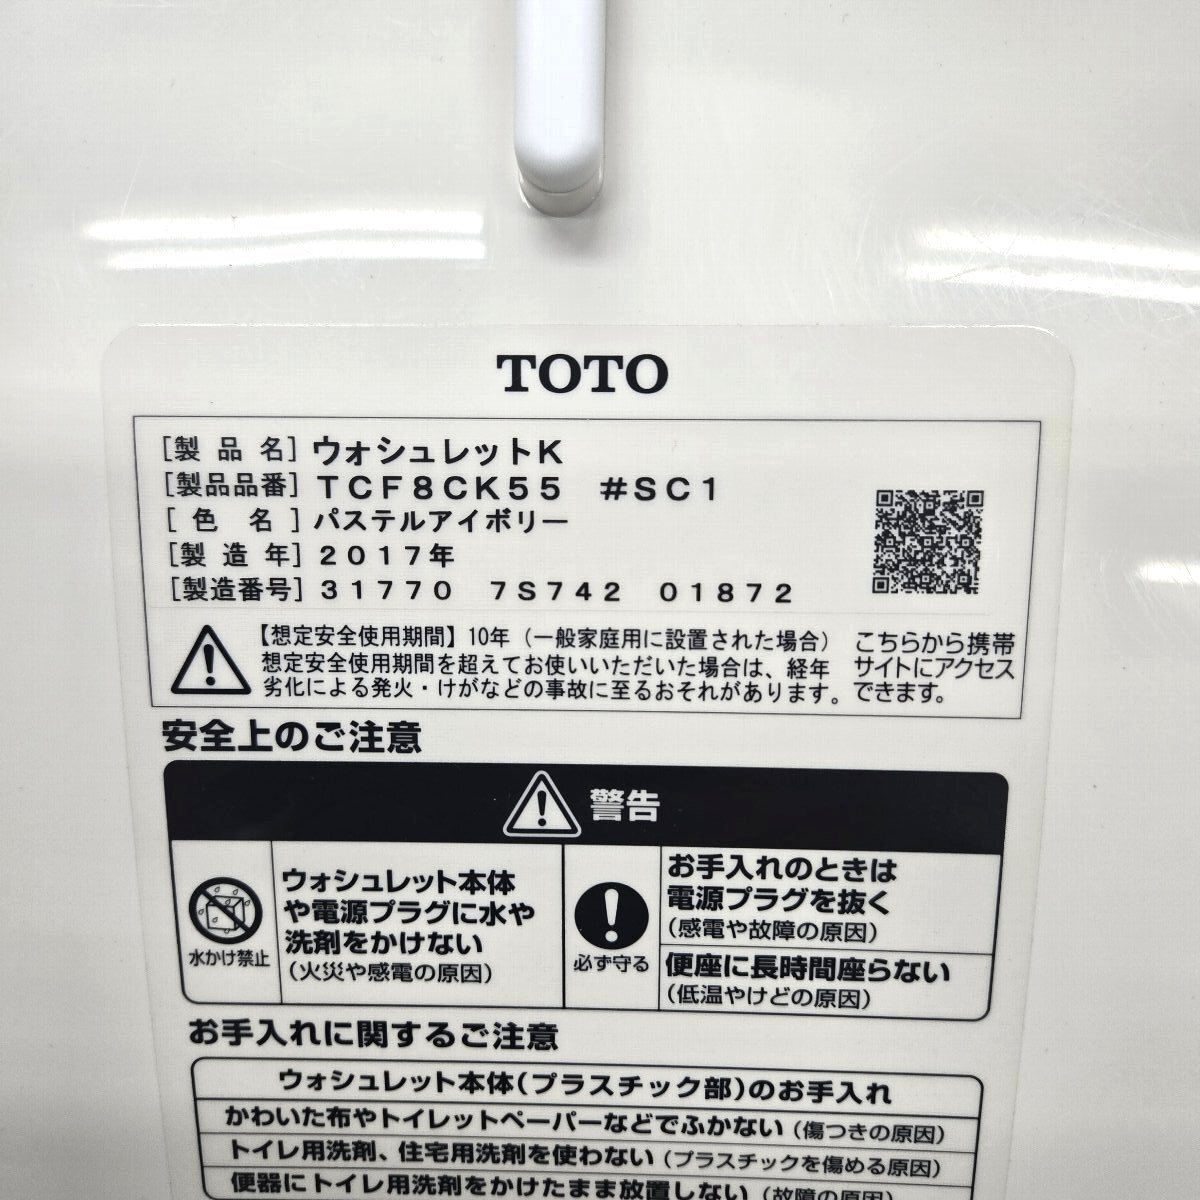 TOTO
[製品名] ウォシュレットK
[製品品番] TCF8CK55 #SC1
[色名] パステルアイボリー
[製造年] 2017年
[製造番号] 31770 7S742 01872
【想定安全使用期間】10年（一般家庭用に設置された場合）
想定安全使用期間を超えてお使いいただいた場合は、経年
劣化による発火・けがなどの事故に至るおそれがあります。
こちらから携帯
サイトにアクセス
できます。
安全上のご注意
警告
水かけ禁止
ウォシュレット本体
や電源プラグに水や
洗剤をかけない
（火災や感電の原因）
必ず守る
お手入れのときは
電源プラグを抜く
（感電や故障の原因）
便座に長時間座らない
（低温やけどの原因）
お手入れに関するご注意
ウォシュレット本体（プラスチック部）のお手入れ
かわいた布やトイレットペーパーなどでふかない（傷つきの原因）
トイレ用洗剤、住宅用洗剤を使わない（プラスチックを傷める原因）
便器にトイレ用洗剤をかけたまま放置しない（故障の原因）